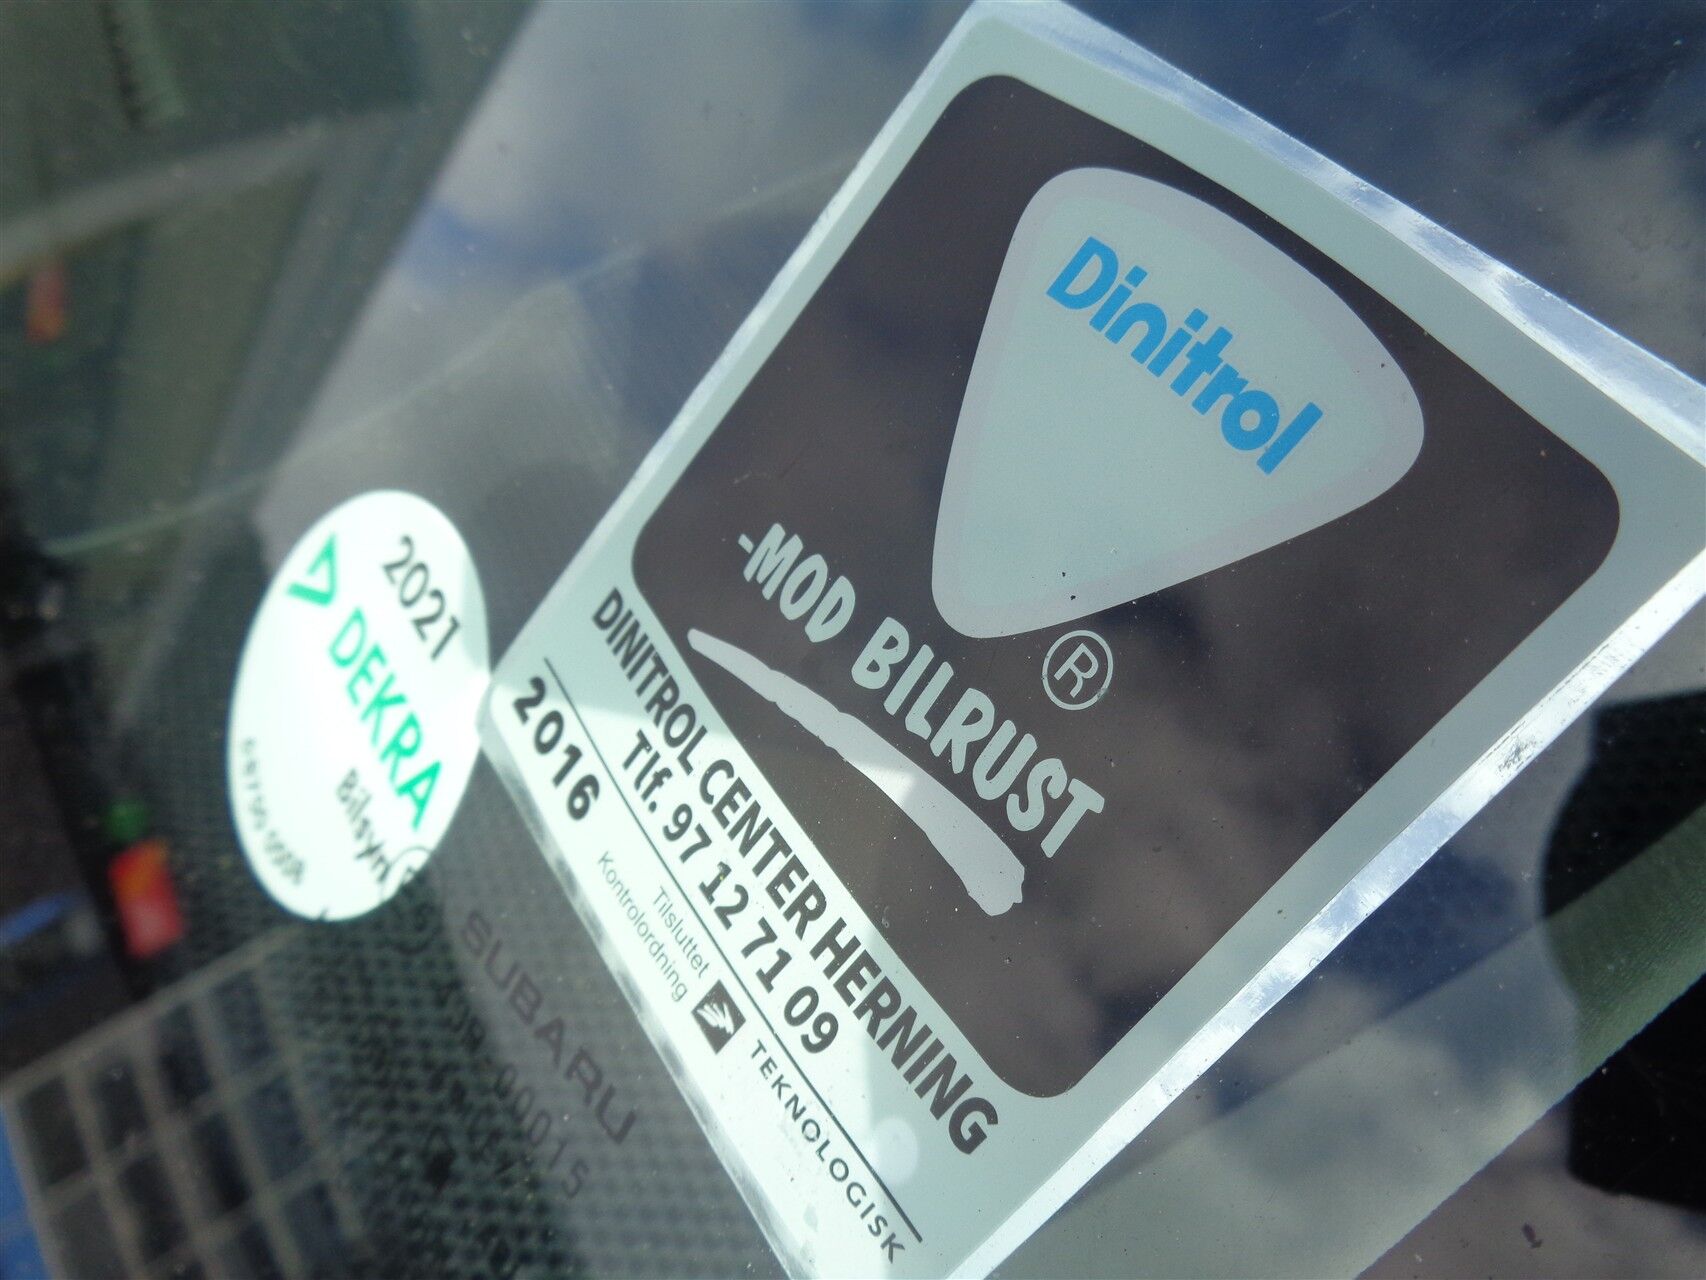 Dinitrol
®
-MOD BILRUST
DINITROL CENTER HERNING
Tlf. 97 12 71 09
2016
Tilsluttet
Kontrolordning
TEKNOLOGISK
2021
DEKRA
Bilsyn
SUBARU